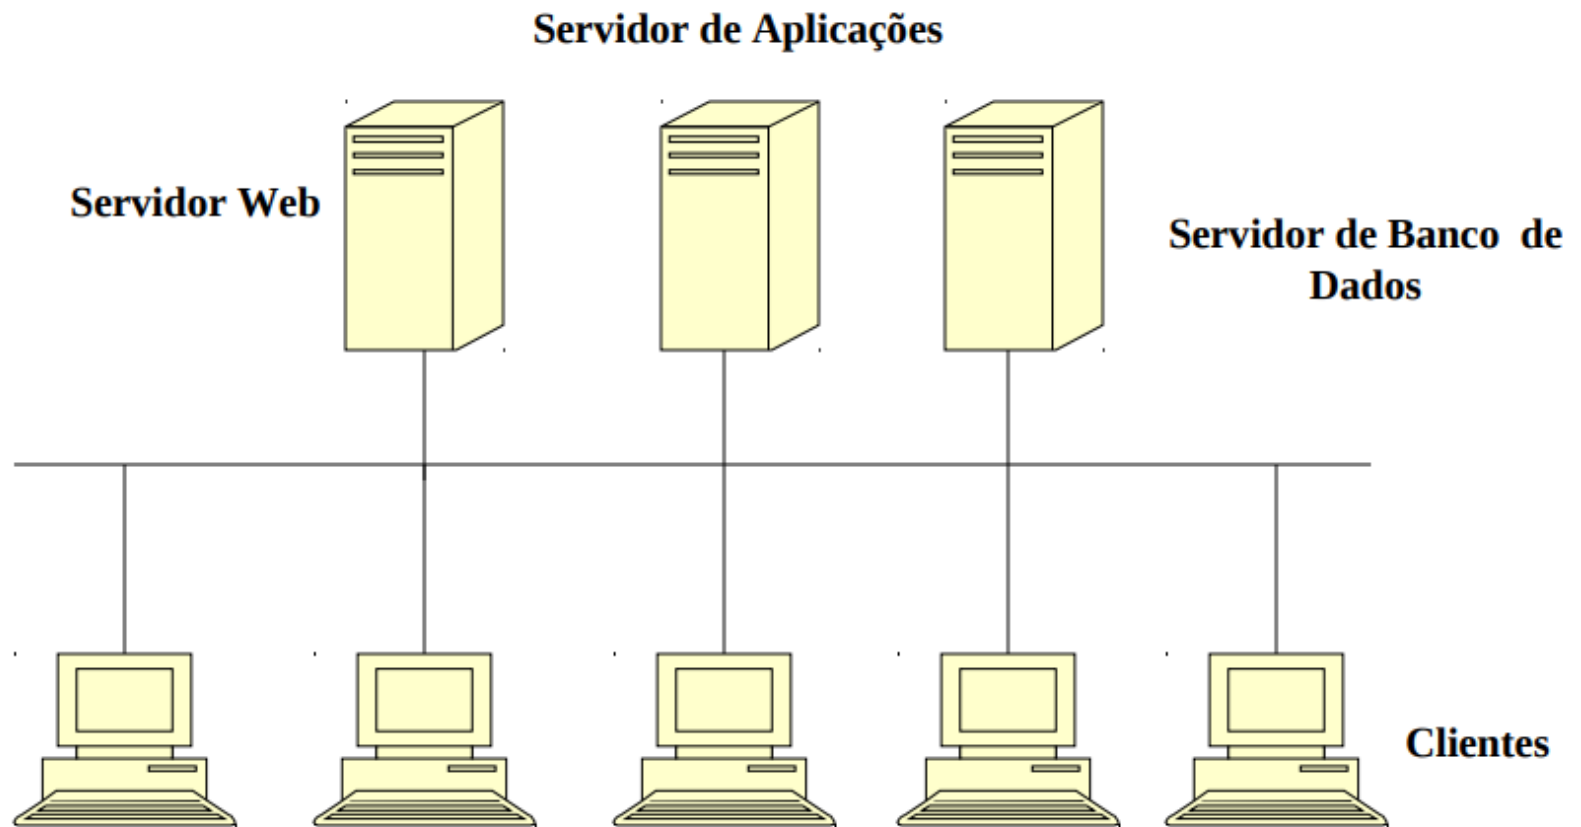 Servidor de Aplicações
Servidor Web
Servidor de Banco de
Dados
Clientes